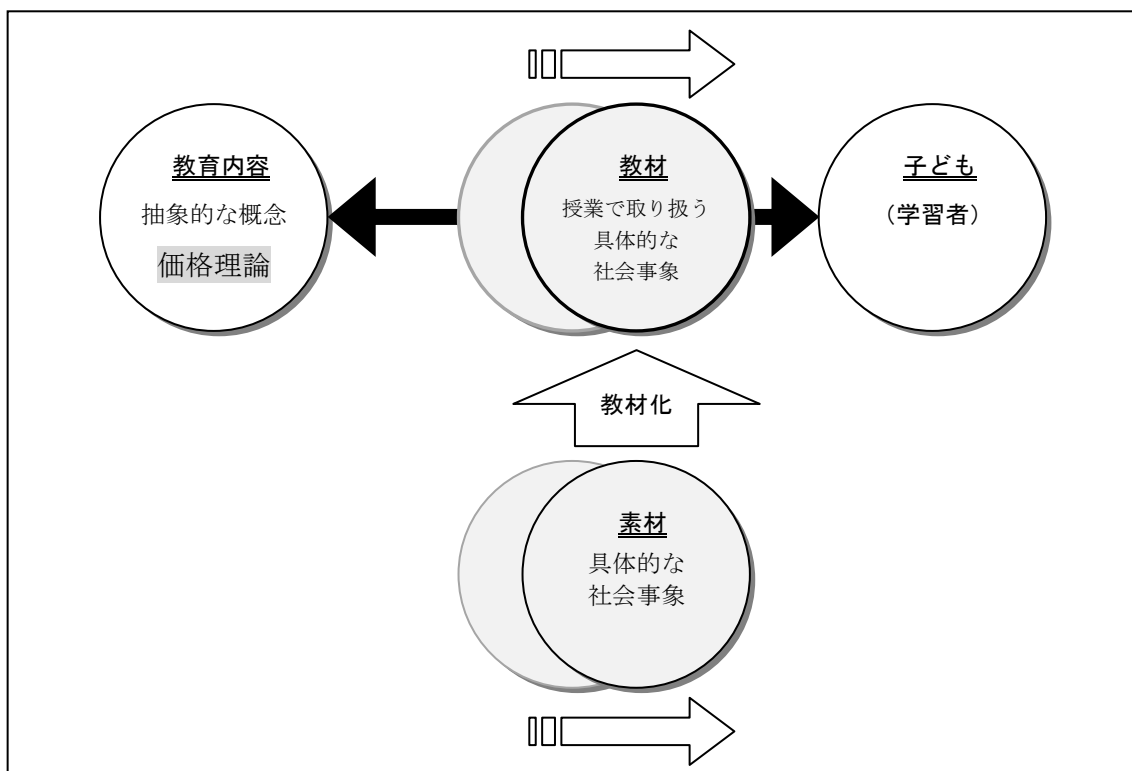 教育内容
抽象的な概念
価格理論
教材
授業で取り扱う
具体的な
社会事象
子ども
（学習者）
教材化
素材
具体的な
社会事象